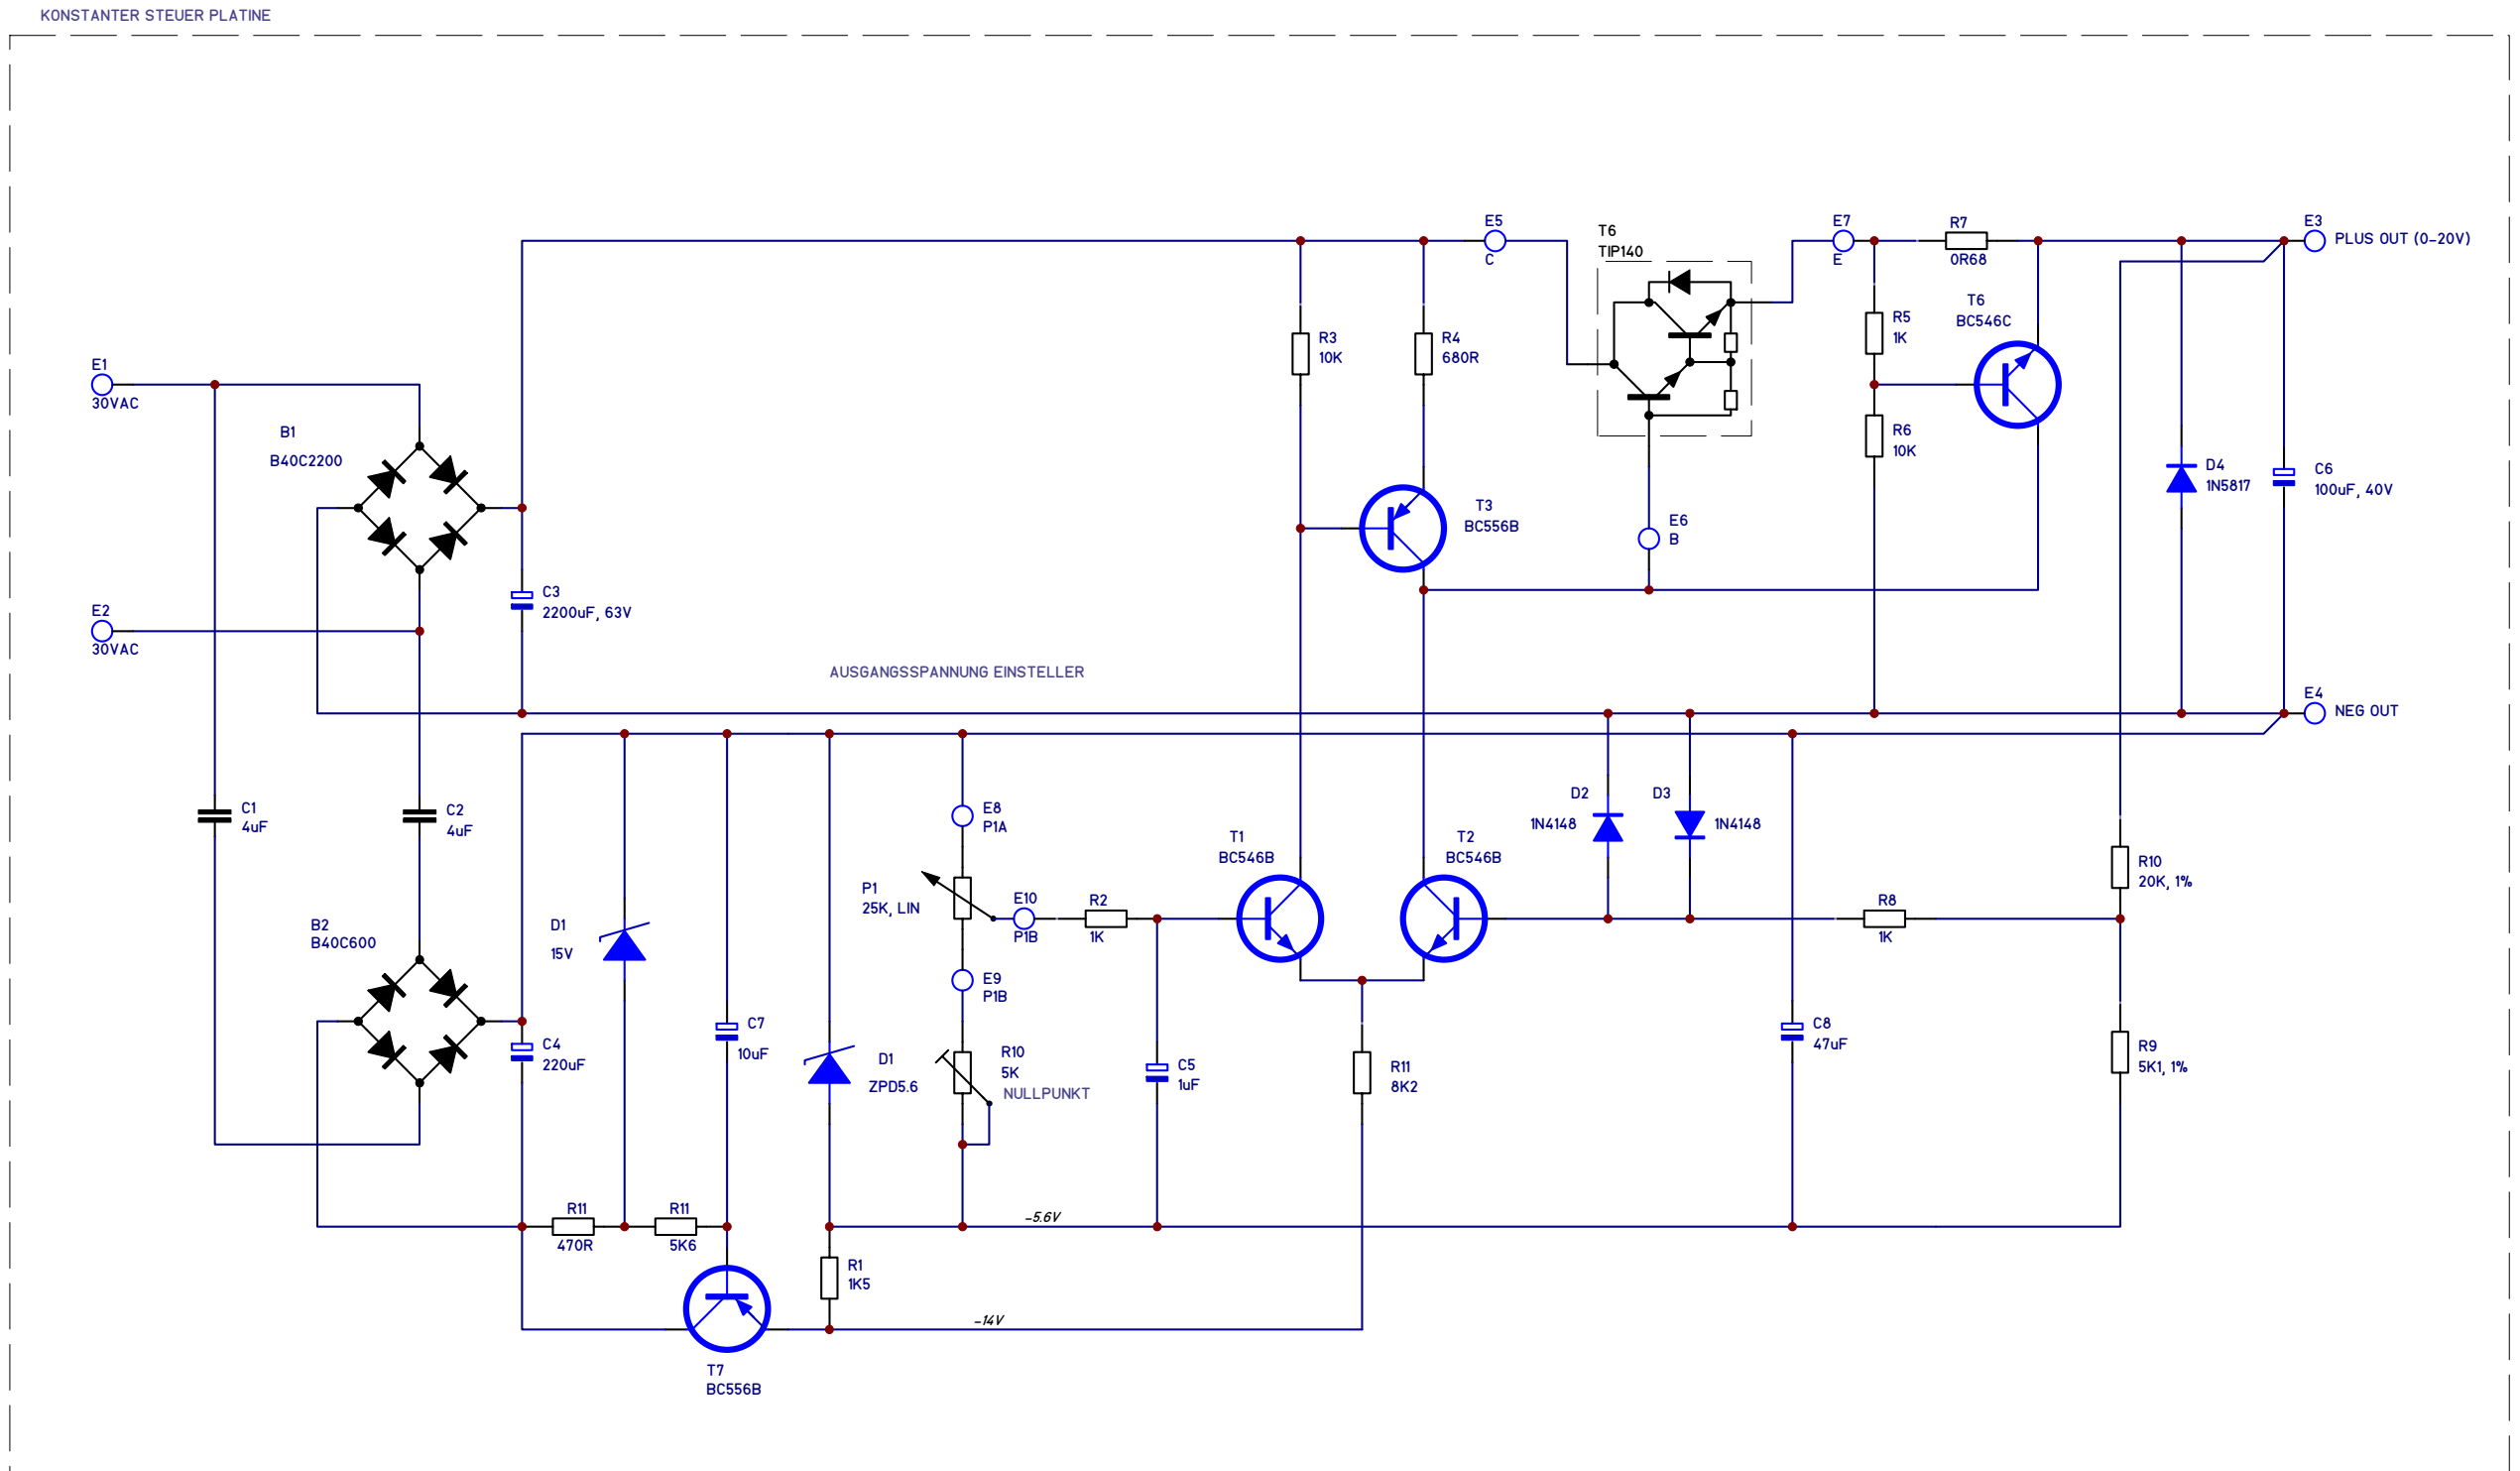 KONSTANTER STEUER PLATINE
E5
C
T6
TIP140
E7
E
R7
0R68
E3
PLUS OUT (0-20V)
T6
BC546C
R3
10K
R4
680R
R5
1K
E1
30VAC
B1
B40C2200
R6
10K
D4
1N5817
C6
100uF, 40V
T3
BC556B
E6
B
C3
2200uF, 63V
E2
30VAC
AUSGANGSSPANNUNG EINSTELLER
E4
NEG OUT
C1
4uF
C2
4uF
E8
P1A
D2
1N4148
D3
1N4148
T1
BC546B
T2
BC546B
P1
25K, LIN
E10
P1B
R2
1K
R8
1K
R10
20K, 1%
B2
B40C600
D1
15V
E9
P1B
C4
220uF
C7
10uF
D1
ZPD5.6
R10
5K
NULLPUNKT
C5
1uF
R11
8K2
C8
47uF
R9
5K1, 1%
R11
470R
R11
5K6
-5.6V
R1
1K5
-14V
T7
BC556B